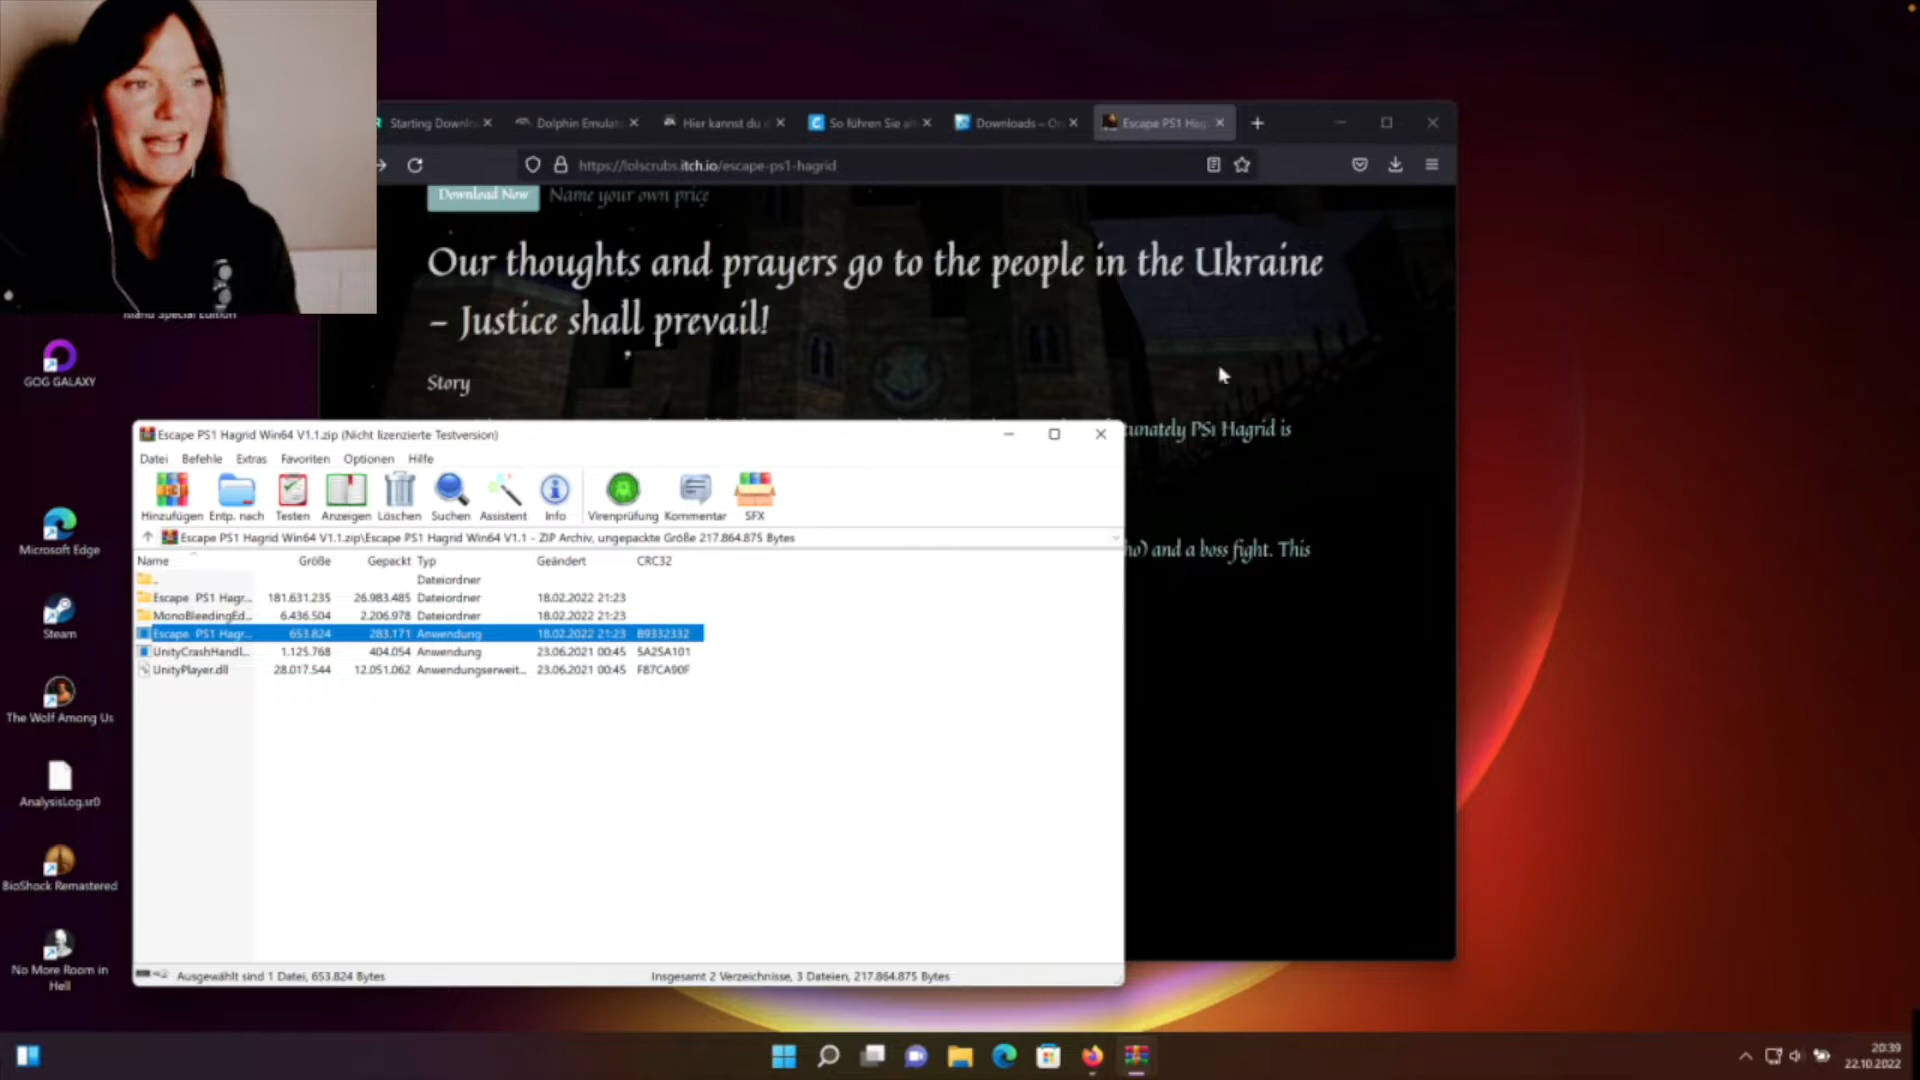 Starting Downlo
Dolphin Emulat
Hier kannst du d
So führen Sie al
Downloads – O
Escape PS1 Hag
https://lolscrubs.itch.io/escape-ps1-hagrid
Download Now
Name your own price
Our thoughts and prayers go to the people in the Ukraine
– Justice shall prevail!
Story
tunately PS1 Hagrid is
ho) and a boss fight. This
Island Special Edition
GOG GALAXY
Microsoft Edge
Steam
The Wolf Among Us
AnalysisLog.sr0
BioShock Remastered
No More Room in
Hell
Escape PS1 Hagrid Win64 V1.1.zip (Nicht lizenzierte Testversion)
Datei Befehle Extras Favoriten Optionen Hilfe
Hinzufügen Entp. nach Testen Anzeigen Löschen Suchen Assistent Info Virenprüfung Kommentar SFX
Escape PS1 Hagrid Win64 V1.1.zip\Escape PS1 Hagrid Win64 V1.1 - ZIP Archiv, ungepackte Größe 217.864.875 Bytes
Name Größe Gepackt Typ Geändert CRC32
.. Dateiordner
Escape PS1 Hagr... 181.631.235 26.983.485 Dateiordner 18.02.2022 21:23
MonoBleedingEd... 6.436.504 2.206.978 Dateiordner 18.02.2022 21:23
Escape PS1 Hagr... 653.824 283.171 Anwendung 18.02.2022 21:23 B9332332
UnityCrashHandl... 1.125.768 404.054 Anwendung 23.06.2021 00:45 5A25A101
UnityPlayer.dll 28.017.544 12.051.062 Anwendungserweit... 23.06.2021 00:45 F87CA90F
Ausgewählt sind 1 Datei, 653.824 Bytes
Insgesamt 2 Verzeichnisse, 3 Dateien, 217.864.875 Bytes
20:39
22.10.2022